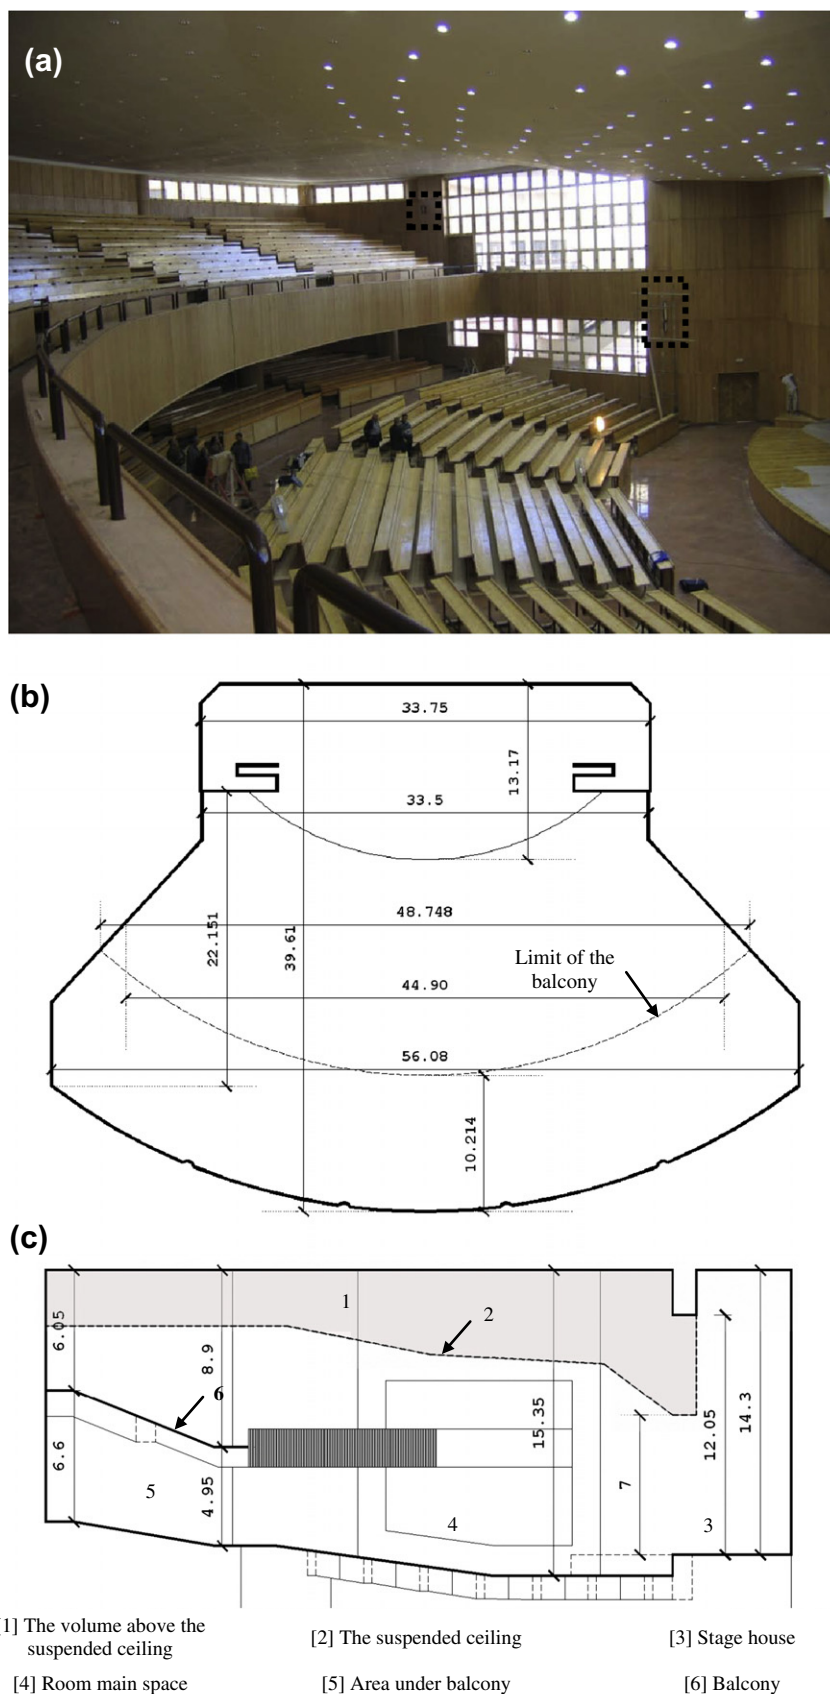 (a)
(b)
33.75
13.17
33.5
48.748
22.151
39.61
Limit of the
balcony
44.90
56.08
10.214
(c)
1
2
6.05
8.9
6
15.35
12.05
14.3
6.6
5
4.95
4
7
3
1] The volume above the
suspended ceiling
[2] The suspended ceiling
[3] Stage house
[4] Room main space
[5] Area under balcony
[6] Balcony